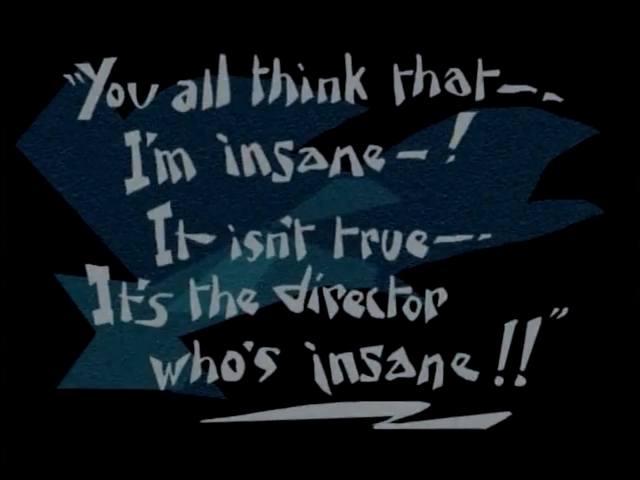 "You all think that—-
I'm insane—!
It isn't true—-
It's the director
who's insane!!"